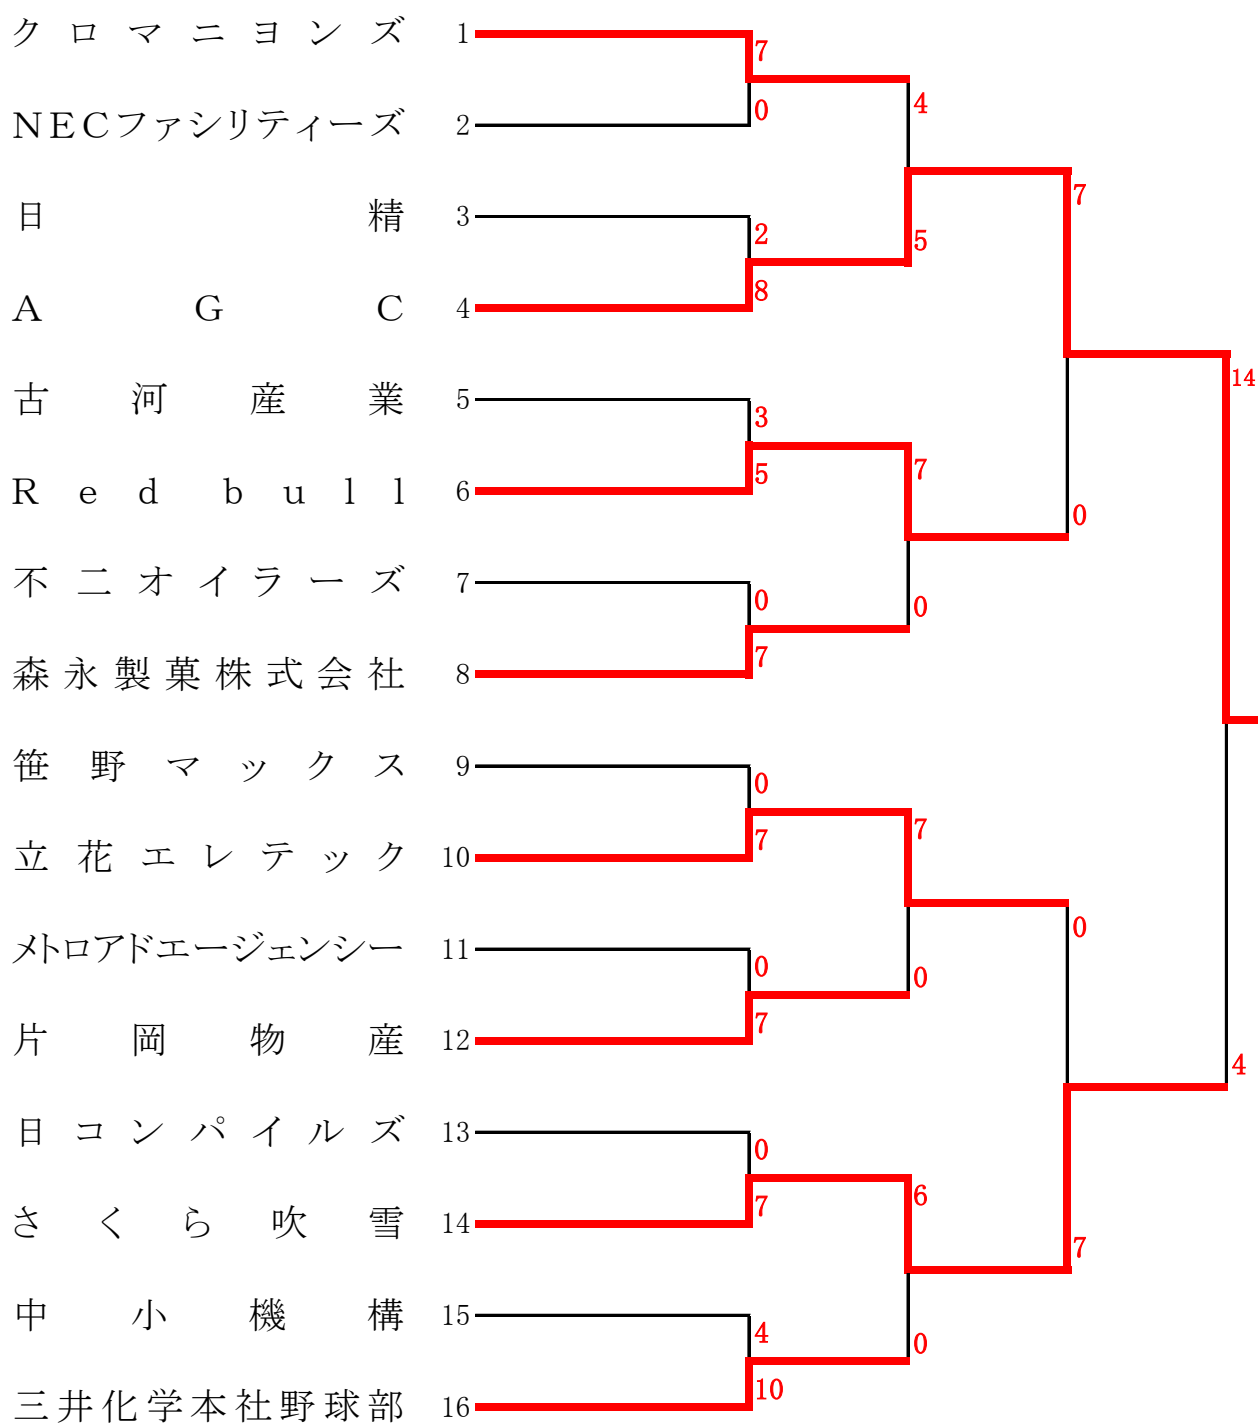 クロマニヨンズ 1
7
4
0
NECファシリティーズ 2
7
日精 3
2
5
8
AGC 4
14
古河産業 5
3
7
5
Red bull 6
0
不二オイラーズ 7
0
0
7
森永製菓株式会社 8
笹野マックス 9
0
7
7
立花エレテック 10
0
メトロアドエージェンシー 11
0
0
7
片岡物産 12
4
日コンパイルズ 13
0
6
7
さくら吹雪 14
7
中小機構 15
4
0
10
三井化学本社野球部 16